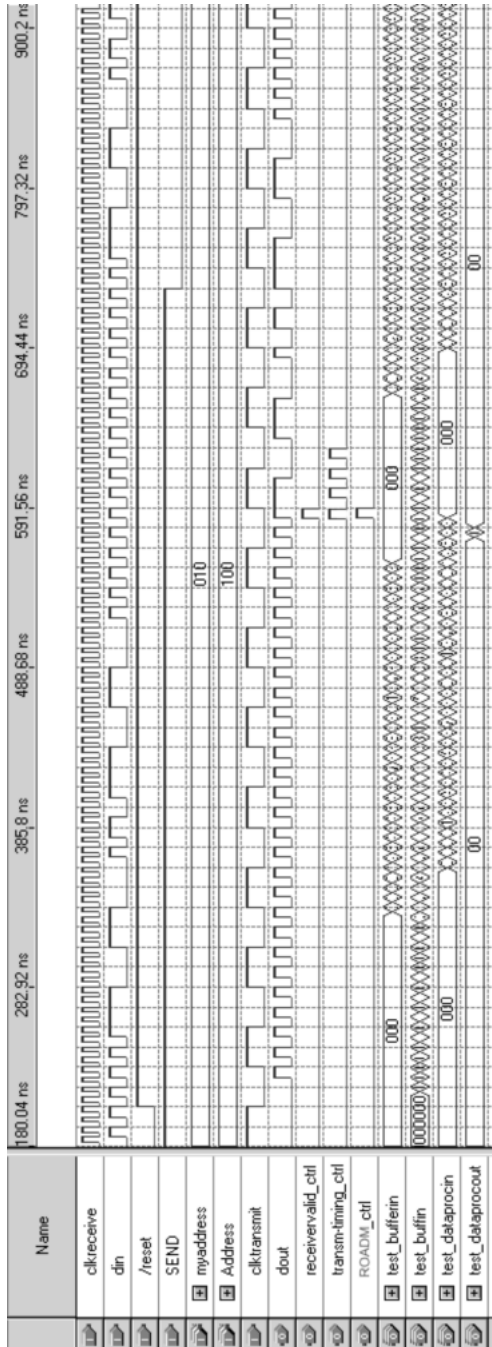 Name
180.04 ns
282.92 ns
385.8 ns
488.68 ns
591.56 ns
694.44 ns
797.32 ns
900.2 ns
clkreceive
din
/reset
SEND
myaddress
010
Address
100
clktransmit
dout
receivervalid_ctrl
transm-timing_ctrl
ROADM_ctrl
test_bufferin
000
000
test_buffin
0000000
test_dataprocin
000
000
test_dataprocout
00
00